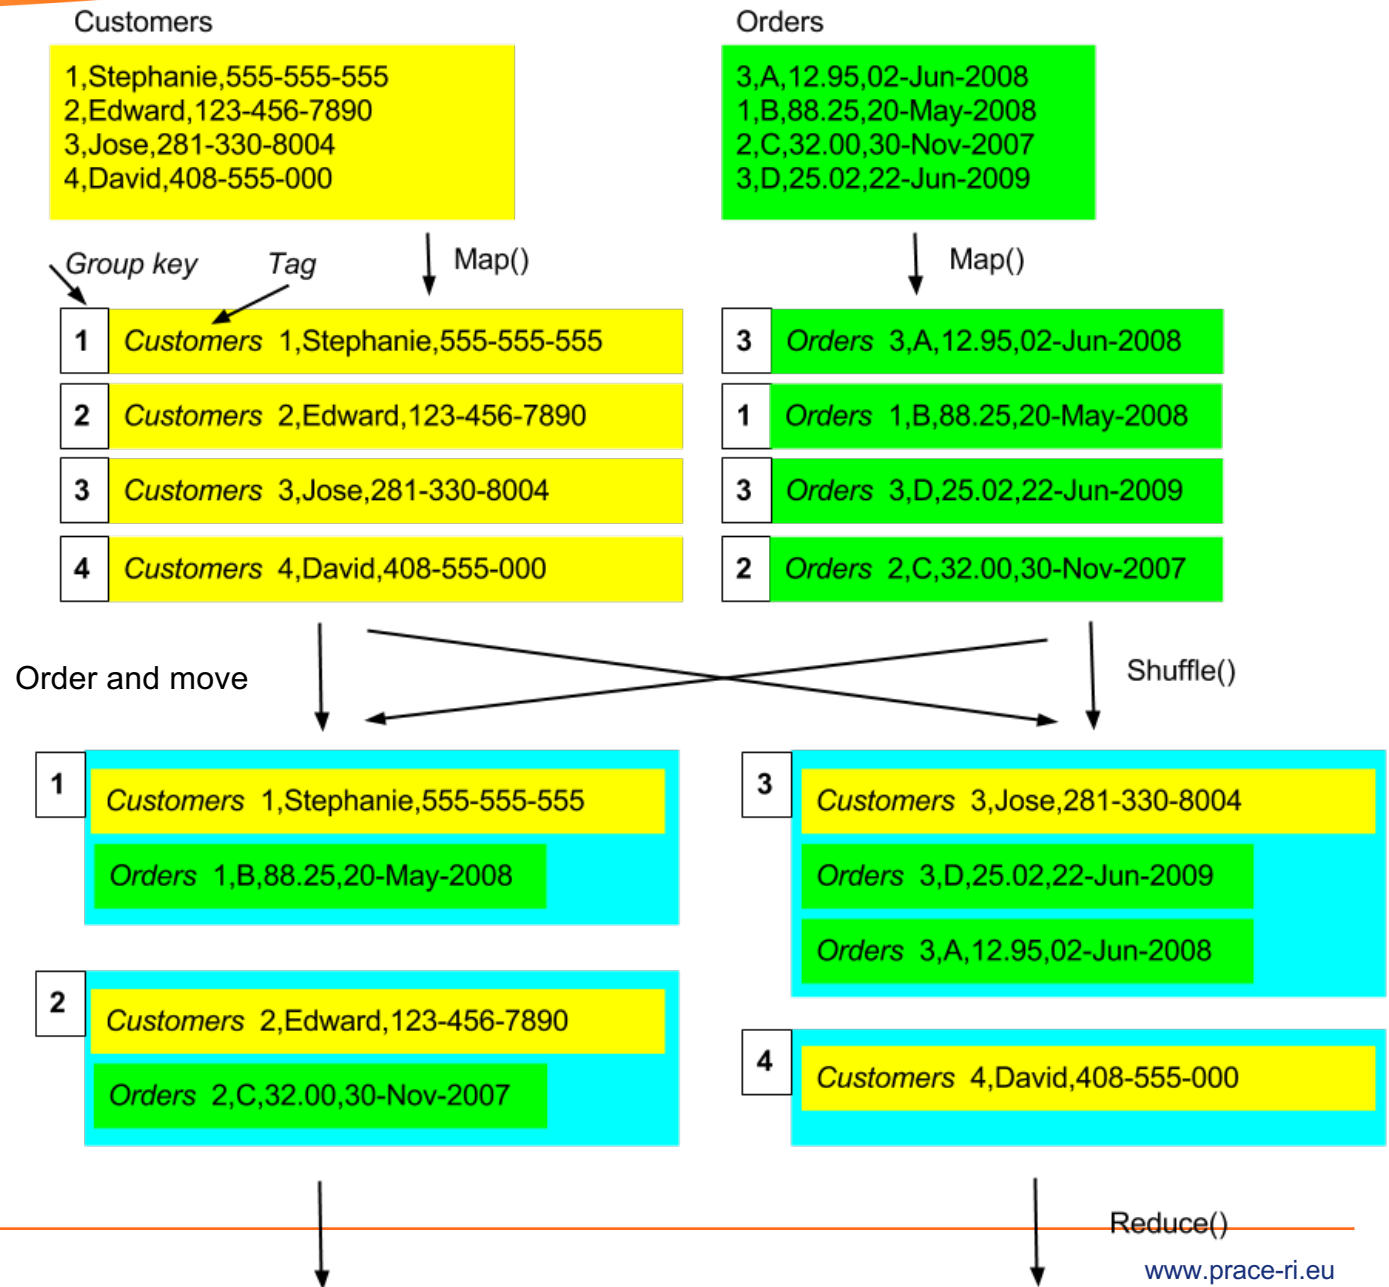 Customers
1,Stephanie,555-555-555
2,Edward,123-456-7890
3,Jose,281-330-8004
4,David,408-555-000
Orders
3,A,12.95,02-Jun-2008
1,B,88.25,20-May-2008
2,C,32.00,30-Nov-2007
3,D,25.02,22-Jun-2009
Group key
Tag
Map()
Map()
1 Customers 1,Stephanie,555-555-555
2 Customers 2,Edward,123-456-7890
3 Customers 3,Jose,281-330-8004
4 Customers 4,David,408-555-000
3 Orders 3,A,12.95,02-Jun-2008
1 Orders 1,B,88.25,20-May-2008
3 Orders 3,D,25.02,22-Jun-2009
2 Orders 2,C,32.00,30-Nov-2007
Order and move
Shuffle()
1 Customers 1,Stephanie,555-555-555
Orders 1,B,88.25,20-May-2008
2 Customers 2,Edward,123-456-7890
Orders 2,C,32.00,30-Nov-2007
3 Customers 3,Jose,281-330-8004
Orders 3,D,25.02,22-Jun-2009
Orders 3,A,12.95,02-Jun-2008
4 Customers 4,David,408-555-000
Reduce()
www.prace-ri.eu